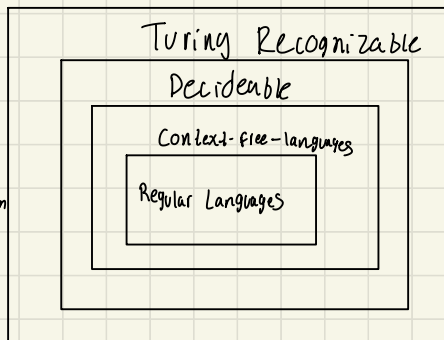 Turing Recognizable
Decideable
Context-free-languages
Regular Languages